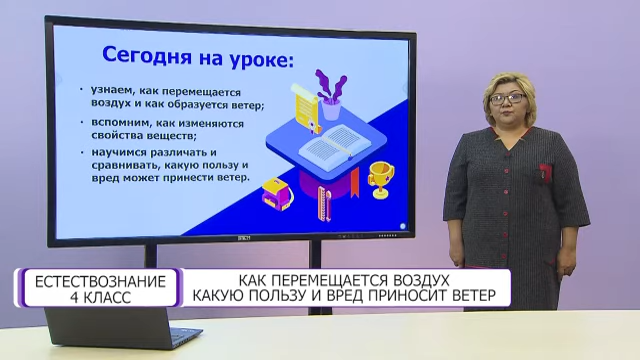 Сегодня на уроке:
• узнаем, как перемещается
воздух и как образуется ветер;
• вспомним, как изменяются
свойства веществ;
• научимся различать и
сравнивать, какую пользу и
вред может принести ветер.
ЕСТЕСТВОЗНАНИЕ
4 КЛАСС
КАК ПЕРЕМЕЩАЕТСЯ ВОЗДУХ
КАКУЮ ПОЛЬЗУ И ВРЕД ПРИНОСИТ ВЕТЕР